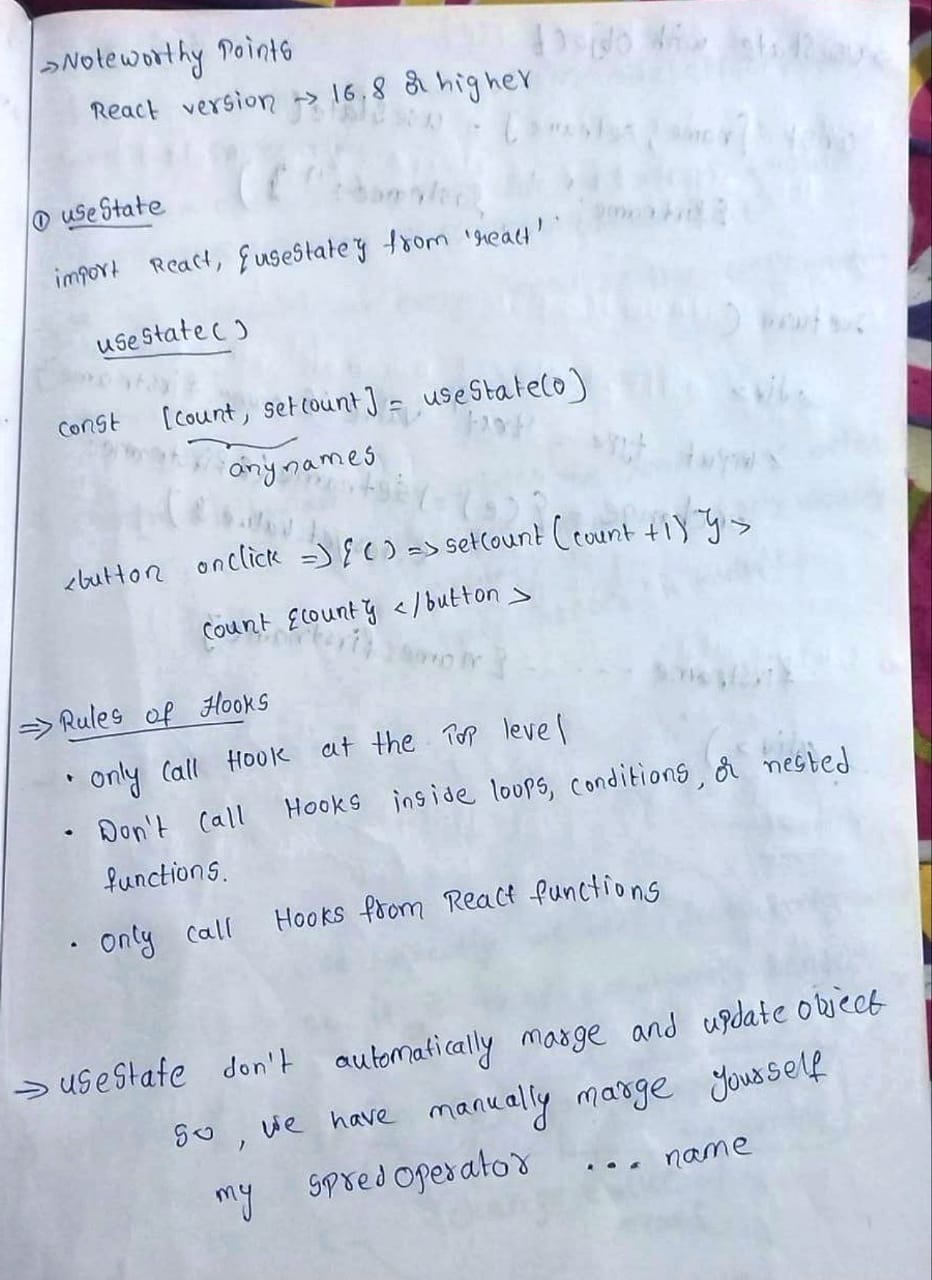 → Noteworthy Points
React version → 16.8 & higher
① useState
import React, {useState} from 'react'
useState()
const [count, setcount] = useState(0)
any names
<button onclick => {() => setcount (count +1)}>
count {count} </button>
⇒ Rules of Hooks
• only call Hook at the Top level
• Don't call Hooks inside loops, conditions, or nested
functions.
• only call Hooks from React functions
⇒ useState don't automatically marge and update object
so, we have manually marge yourself
my spred operator ... name